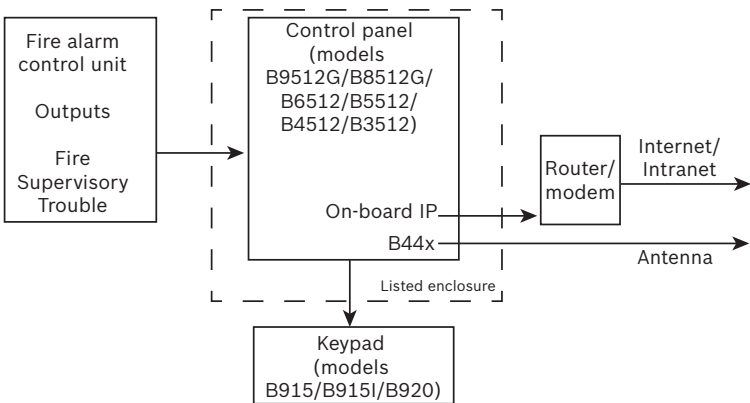 Fire alarm
control unit
Outputs
Fire
Supervisory
Trouble
Control panel
(models
B9512G/B8512G/
B6512/B5512/
B4512/B3512)
On-board IP
B44x
Listed enclosure
Router/
modem
Internet/
Intranet
Antenna
Keypad
(models
B915/B915I/B920)